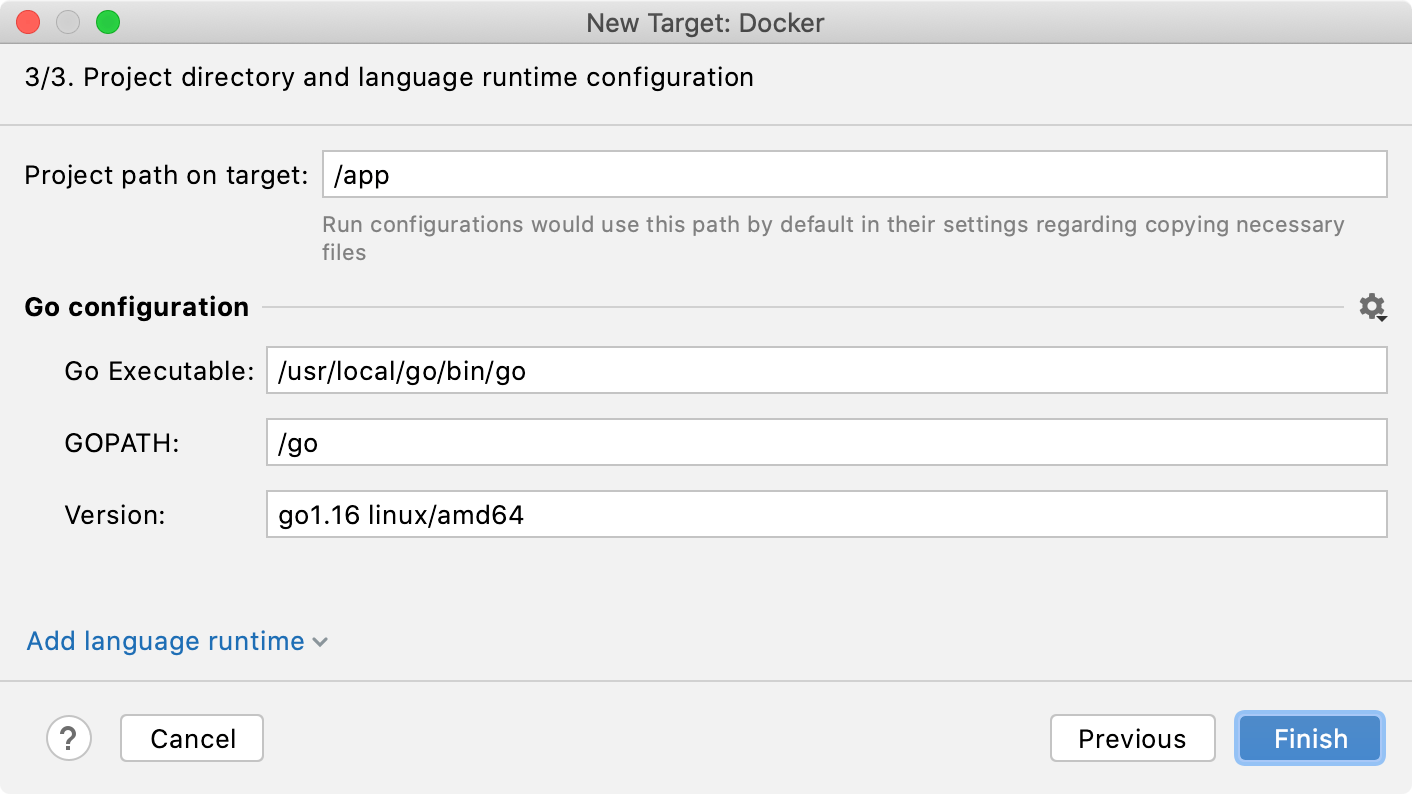 New Target: Docker
3/3. Project directory and language runtime configuration
Project path on target: /app
Run configurations would use this path by default in their settings regarding copying necessary
files
Go configuration
Go Executable: /usr/local/go/bin/go
GOPATH: /go
Version: go1.16 linux/amd64
Add language runtime
? Cancel Previous Finish